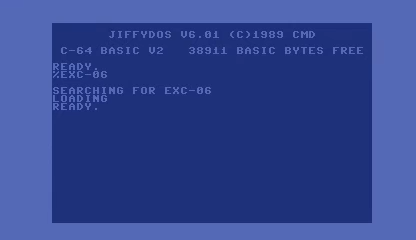 JIFFYDOS V6.01 (C)1989 CMD
C-64 BASIC V2   38911 BASIC BYTES FREE
READY.
%EXC-06
SEARCHING FOR EXC-06
LOADING
READY.